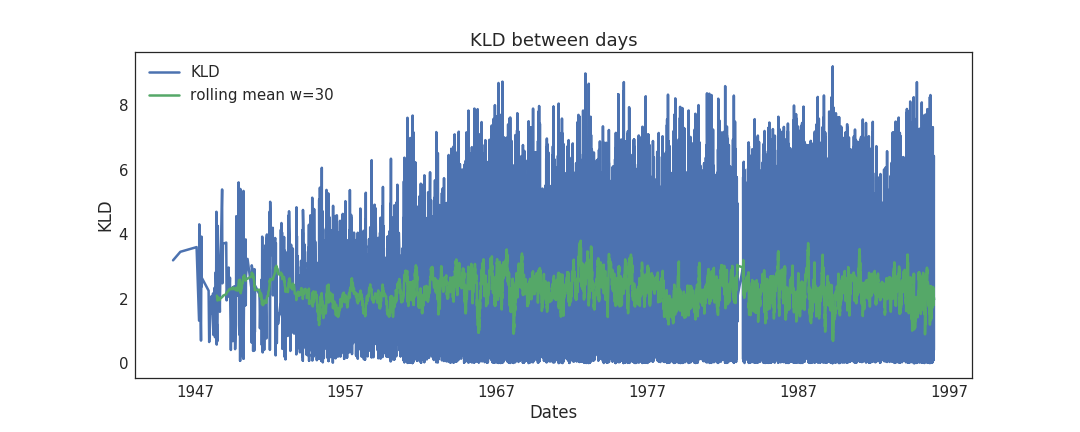 KLD between days
KLD
rolling mean w=30
8
6
4
2
0
KLD
1947 1957 1967 1977 1987 1997
Dates